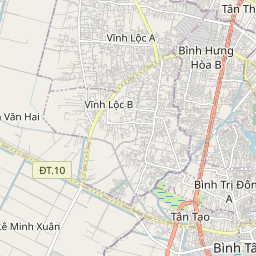 Tân Th
Vĩnh Lộc A
Bình Hưng
Hòa B
Vĩnh Lộc B
Văn Hai
ĐT.10
Bình Trị Đôn
A
Tân Tạo
Lê Minh Xuân
Bình Tâ